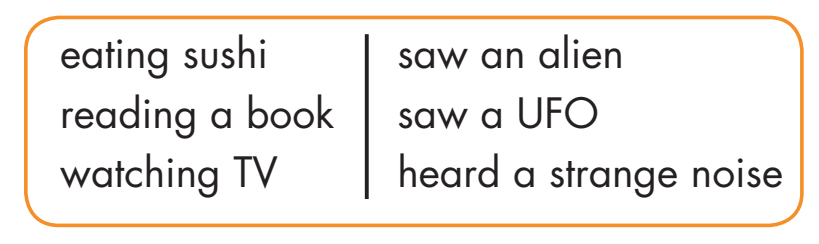 eating sushi
reading a book
watching TV
saw an alien
saw a UFO
heard a strange noise